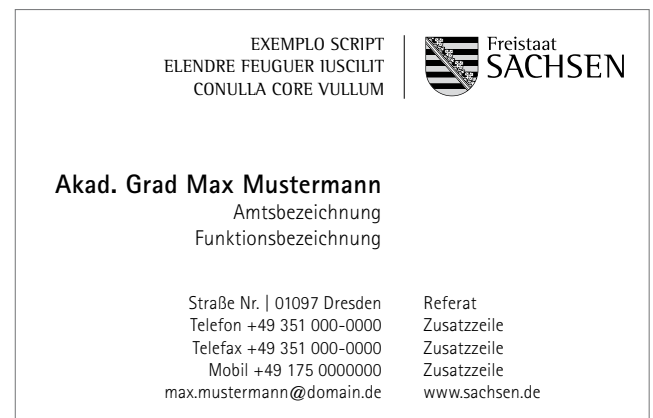 EXEMPLO SCRIPT
ELENDRE FEUGUER IUSCILIT
CONULLA CORE VULLUM
Freistaat
SACHSEN
Akad. Grad Max Mustermann
Amtsbezeichnung
Funktionsbezeichnung
Straße Nr. | 01097 Dresden
Telefon +49 351 000-0000
Telefax +49 351 000-0000
Mobil +49 175 0000000
max.mustermann@domain.de
Referat
Zusatzzeile
Zusatzzeile
Zusatzzeile
www.sachsen.de